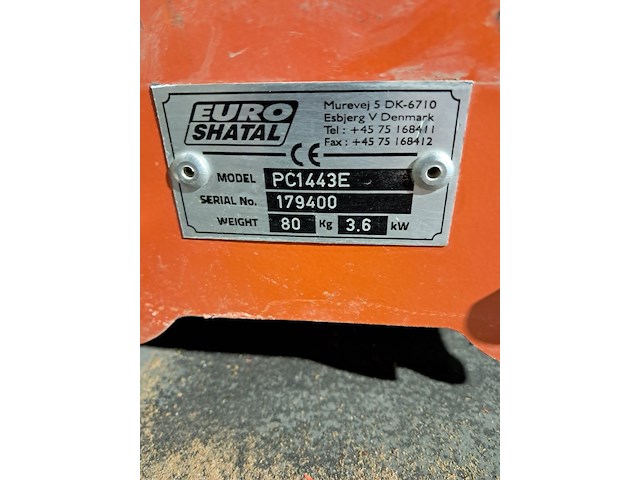 EURO
SHATAL
Murevej 5 DK-6710
Esbjerg V Denmark
Tel : +45 75 168411
Fax : +45 75 168412
CE
MODEL PC1443E
SERIAL No. 179400
WEIGHT 80 Kg 3.6 kW